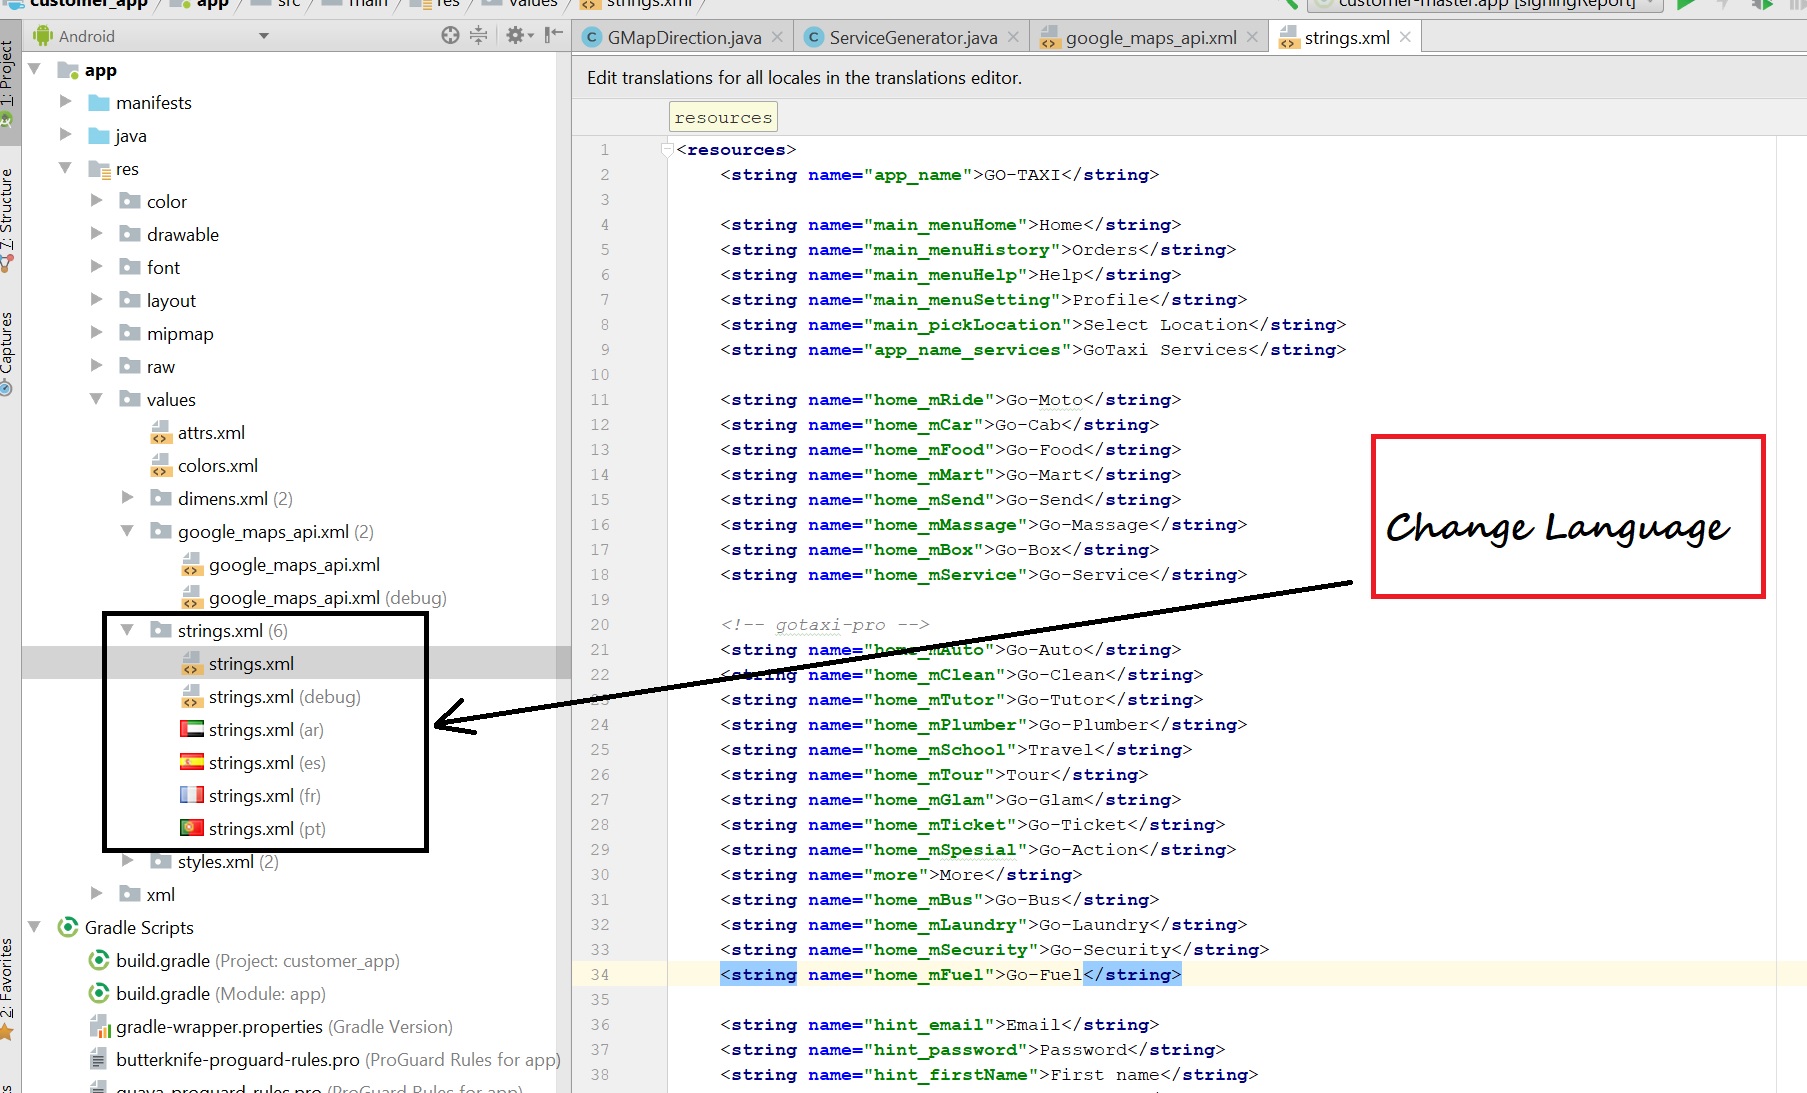 customer_app app src main res values strings.xml
customer-master.app [signingReport]
Android
GMapDirection.java
ServiceGenerator.java
google_maps_api.xml
strings.xml
1: Project
7: Structure
Captures
2: Favorites
app
manifests
java
res
color
drawable
font
layout
mipmap
raw
values
attrs.xml
colors.xml
dimens.xml (2)
google_maps_api.xml (2)
google_maps_api.xml
google_maps_api.xml (debug)
strings.xml (6)
strings.xml
strings.xml (debug)
strings.xml (ar)
strings.xml (es)
strings.xml (fr)
strings.xml (pt)
styles.xml (2)
xml
Gradle Scripts
build.gradle (Project: customer_app)
build.gradle (Module: app)
gradle-wrapper.properties (Gradle Version)
butterknife-proguard-rules.pro (ProGuard Rules for app)
guava-proguard-rules.pro (ProGuard Rules for app)
Edit translations for all locales in the translations editor.
resources
1 <resources>
2 <string name="app_name">GO-TAXI</string>
3
4 <string name="main_menuHome">Home</string>
5 <string name="main_menuHistory">Orders</string>
6 <string name="main_menuHelp">Help</string>
7 <string name="main_menuSetting">Profile</string>
8 <string name="main_pickLocation">Select Location</string>
9 <string name="app_name_services">GoTaxi Services</string>
10
11 <string name="home_mRide">Go-Moto</string>
12 <string name="home_mCar">Go-Cab</string>
13 <string name="home_mFood">Go-Food</string>
14 <string name="home_mMart">Go-Mart</string>
15 <string name="home_mSend">Go-Send</string>
16 <string name="home_mMassage">Go-Massage</string>
17 <string name="home_mBox">Go-Box</string>
18 <string name="home_mService">Go-Service</string>
19
20 <!-- gotaxi-pro -->
21 <string name="home_mAuto">Go-Auto</string>
22 <string name="home_mClean">Go-Clean</string>
23 <string name="home_mTutor">Go-Tutor</string>
24 <string name="home_mPlumber">Go-Plumber</string>
25 <string name="home_mSchool">Travel</string>
26 <string name="home_mTour">Tour</string>
27 <string name="home_mGlam">Go-Glam</string>
28 <string name="home_mTicket">Go-Ticket</string>
29 <string name="home_mSpesial">Go-Action</string>
30 <string name="more">More</string>
31 <string name="home_mBus">Go-Bus</string>
32 <string name="home_mLaundry">Go-Laundry</string>
33 <string name="home_mSecurity">Go-Security</string>
34 <string name="home_mFuel">Go-Fuel</string>
35
36 <string name="hint_email">Email</string>
37 <string name="hint_password">Password</string>
38 <string name="hint_firstName">First name</string>
Change Language